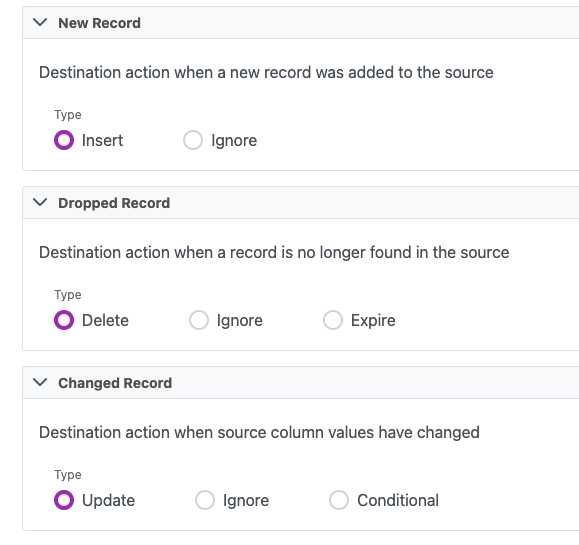 New Record
Destination action when a new record was added to the source
Type
Insert Ignore
Dropped Record
Destination action when a record is no longer found in the source
Type
Delete Ignore Expire
Changed Record
Destination action when source column values have changed
Type
Update Ignore Conditional